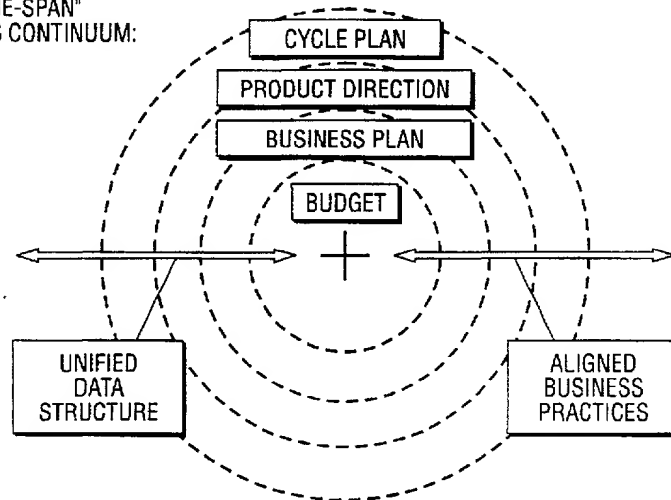 E-SPAN"
CONTINUUM:
CYCLE PLAN
PRODUCT DIRECTION
BUSINESS PLAN
BUDGET
UNIFIED
DATA
STRUCTURE
ALIGNED
BUSINESS
PRACTICES